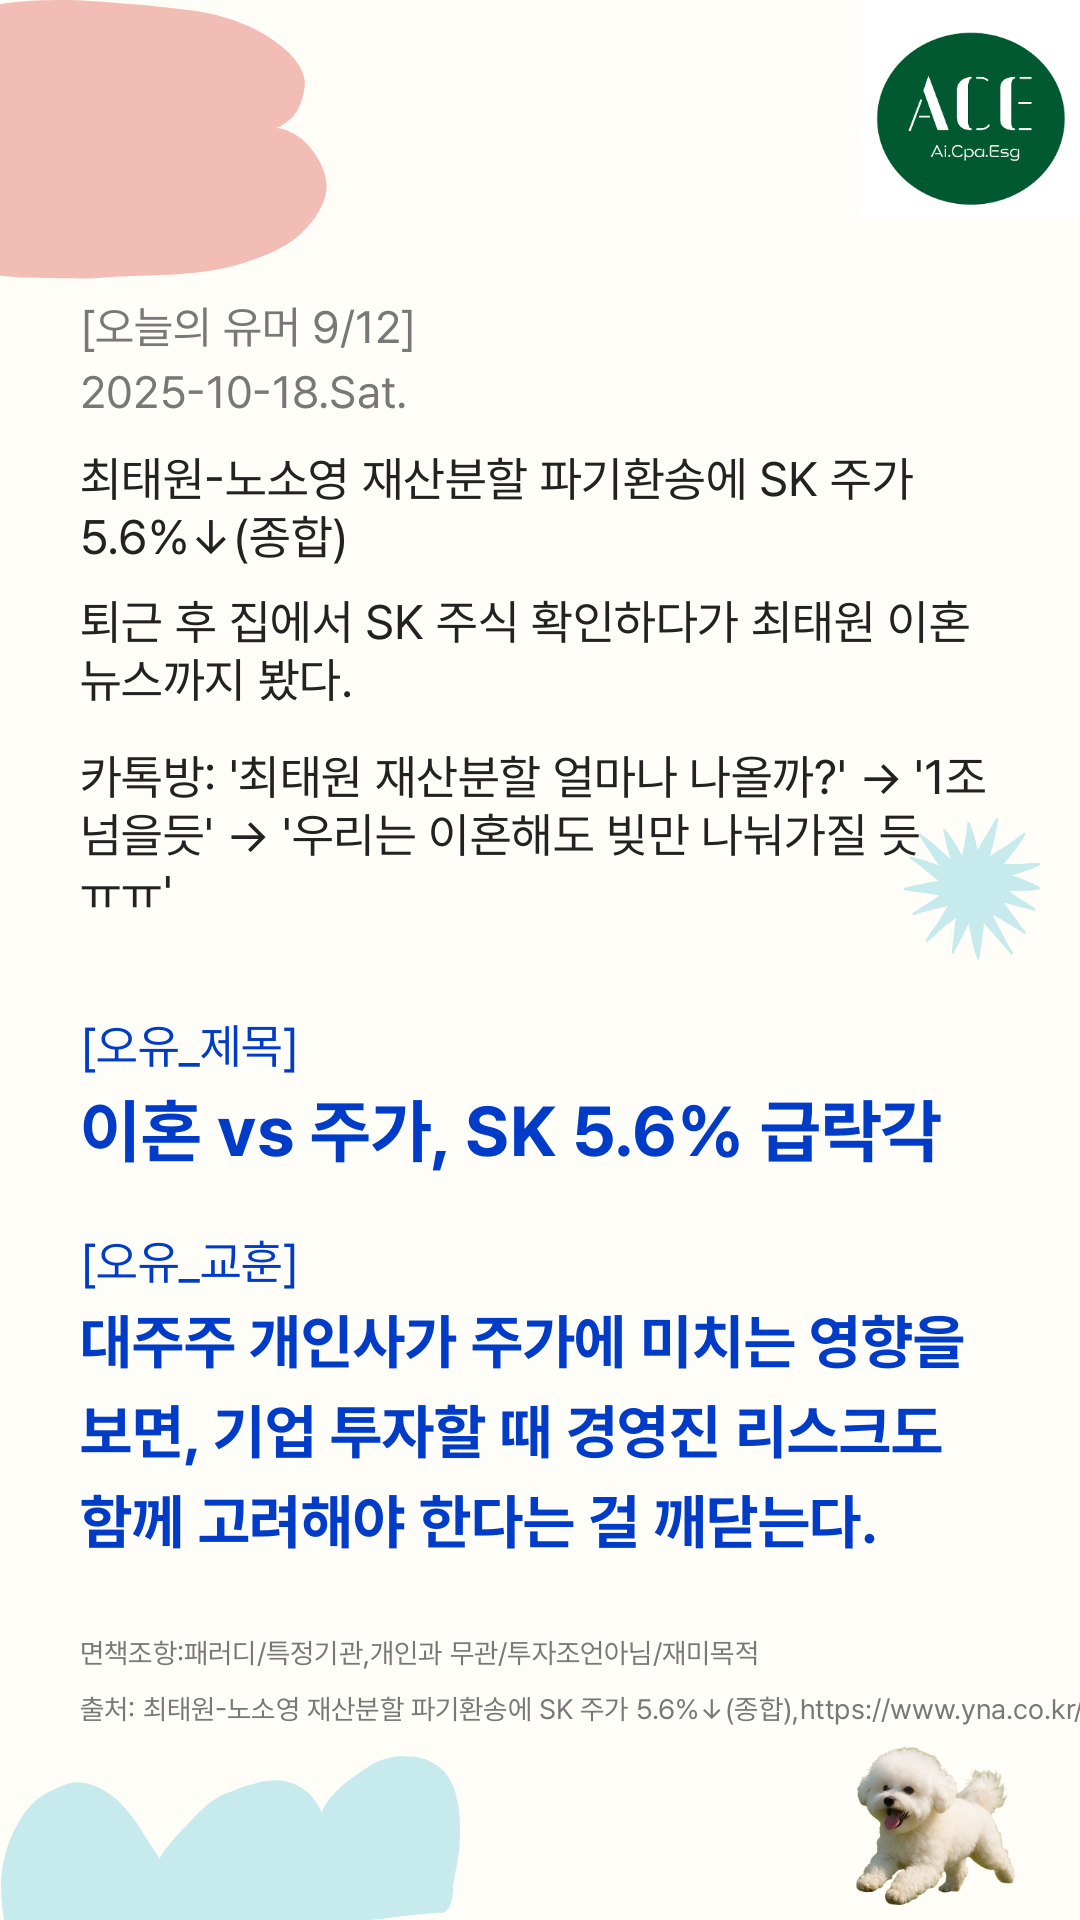 ACE
Ai.Cpa.Esg
[오늘의 유머 9/12]
2025-10-18.Sat.
최태원-노소영 재산분할 파기환송에 SK 주가
5.6%↓(종합)
퇴근 후 집에서 SK 주식 확인하다가 최태원 이혼
뉴스까지 봤다.
카톡방: '최태원 재산분할 얼마나 나올까?' → '1조
넘을듯' → '우리는 이혼해도 빚만 나눠가질 듯
ㅠㅠ'
[오유_제목]
이혼 vs 주가, SK 5.6% 급락각
[오유_교훈]
대주주 개인사가 주가에 미치는 영향을
보면, 기업 투자할 때 경영진 리스크도
함께 고려해야 한다는 걸 깨닫는다.
면책조항:패러디/특정기관,개인과 무관/투자조언아님/재미목적
출처: 최태원-노소영 재산분할 파기환송에 SK 주가 5.6%↓(종합),https://www.yna.co.kr/